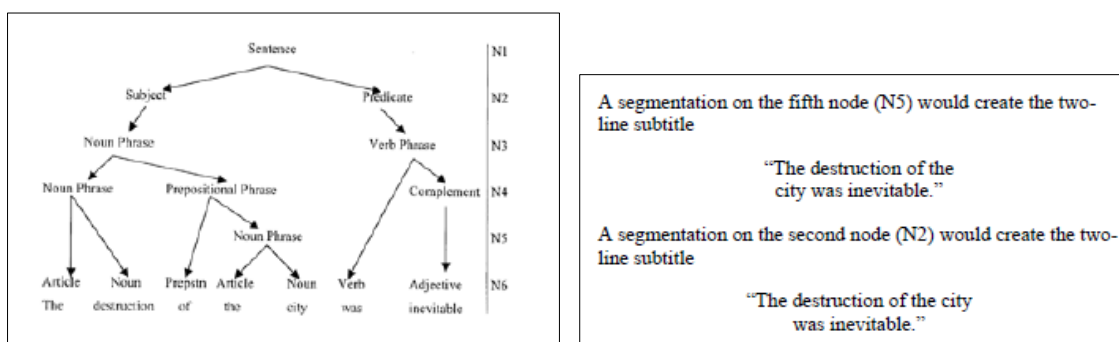 Sentence N1
Subject Predicate N2
Noun Phrase Verb Phrase N3
Noun Phrase Prepositional Phrase Complement N4
Noun Phrase N5
Article Noun Prepstn Article Noun Verb Adjective N6
The destruction of the city was inevitable
A segmentation on the fifth node (N5) would create the two-
line subtitle
“The destruction of the
city was inevitable.”
A segmentation on the second node (N2) would create the two-
line subtitle
“The destruction of the city
was inevitable.”